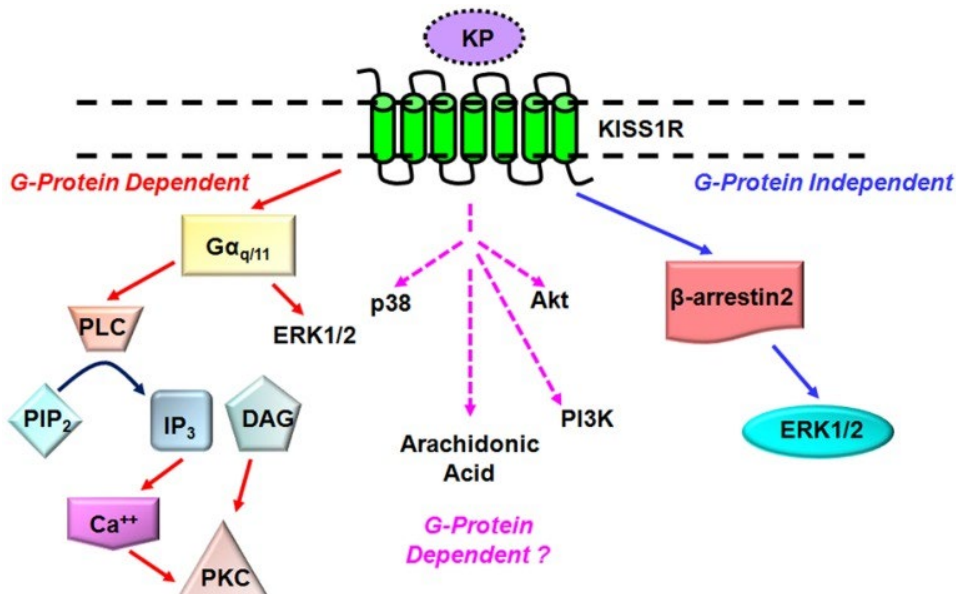 KP
KISS1R
G-Protein Dependent
G-Protein Independent
Gαq/11
β-arrestin2
p38
Akt
PLC
ERK1/2
PIP2
IP3
DAG
PI3K
ERK1/2
Arachidonic
Acid
Ca++
G-Protein
Dependent ?
PKC